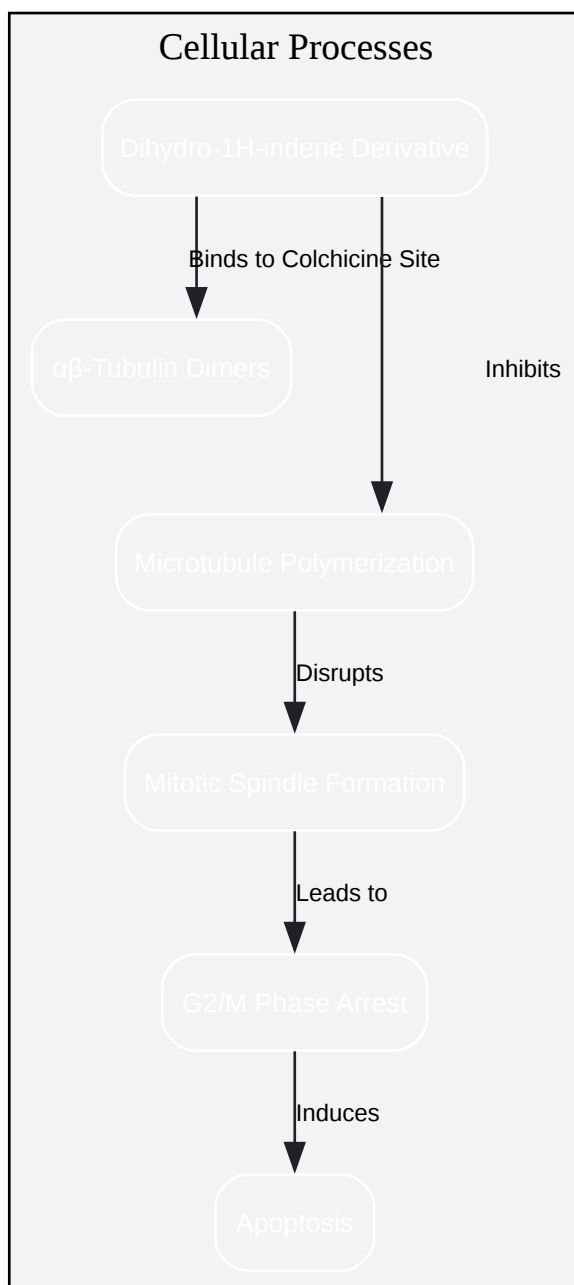 Cellular Processes
Dihydro-1H-indene Derivative
Binds to Colchicine Site
αβ-Tubulin Dimers
Inhibits
Microtubule Polymerization
Disrupts
Mitotic Spindle Formation
Leads to
G2/M Phase Arrest
Induces
Apoptosis